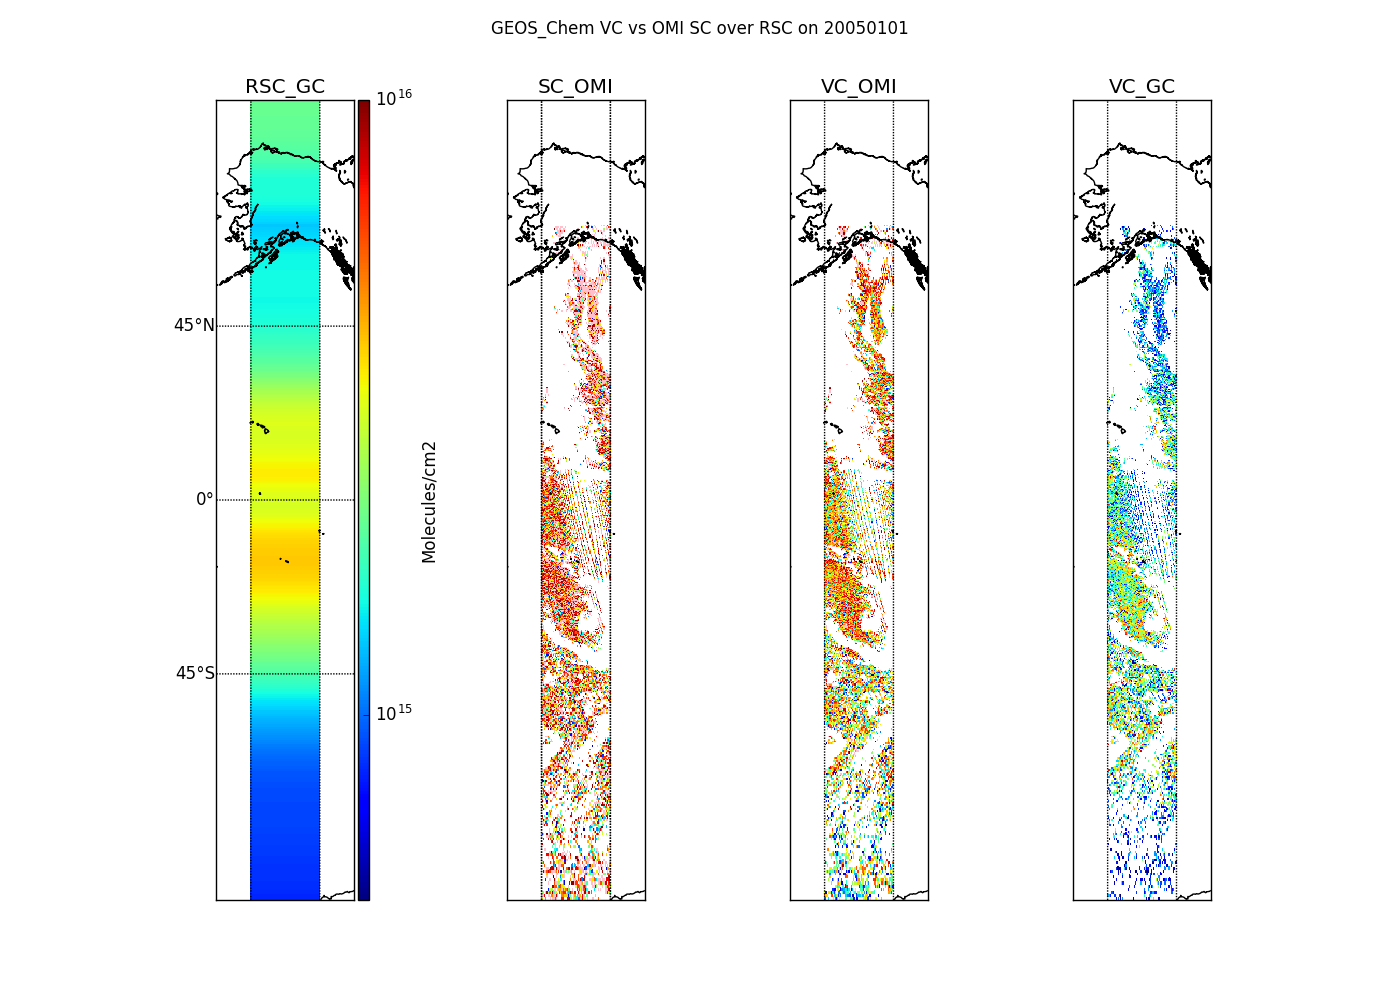 GEOS_Chem VC vs OMI SC over RSC on 20050101
RSC_GC
SC_OMI
VC_OMI
VC_GC
10^16
45°N
0°
45°S
10^15
Molecules/cm2